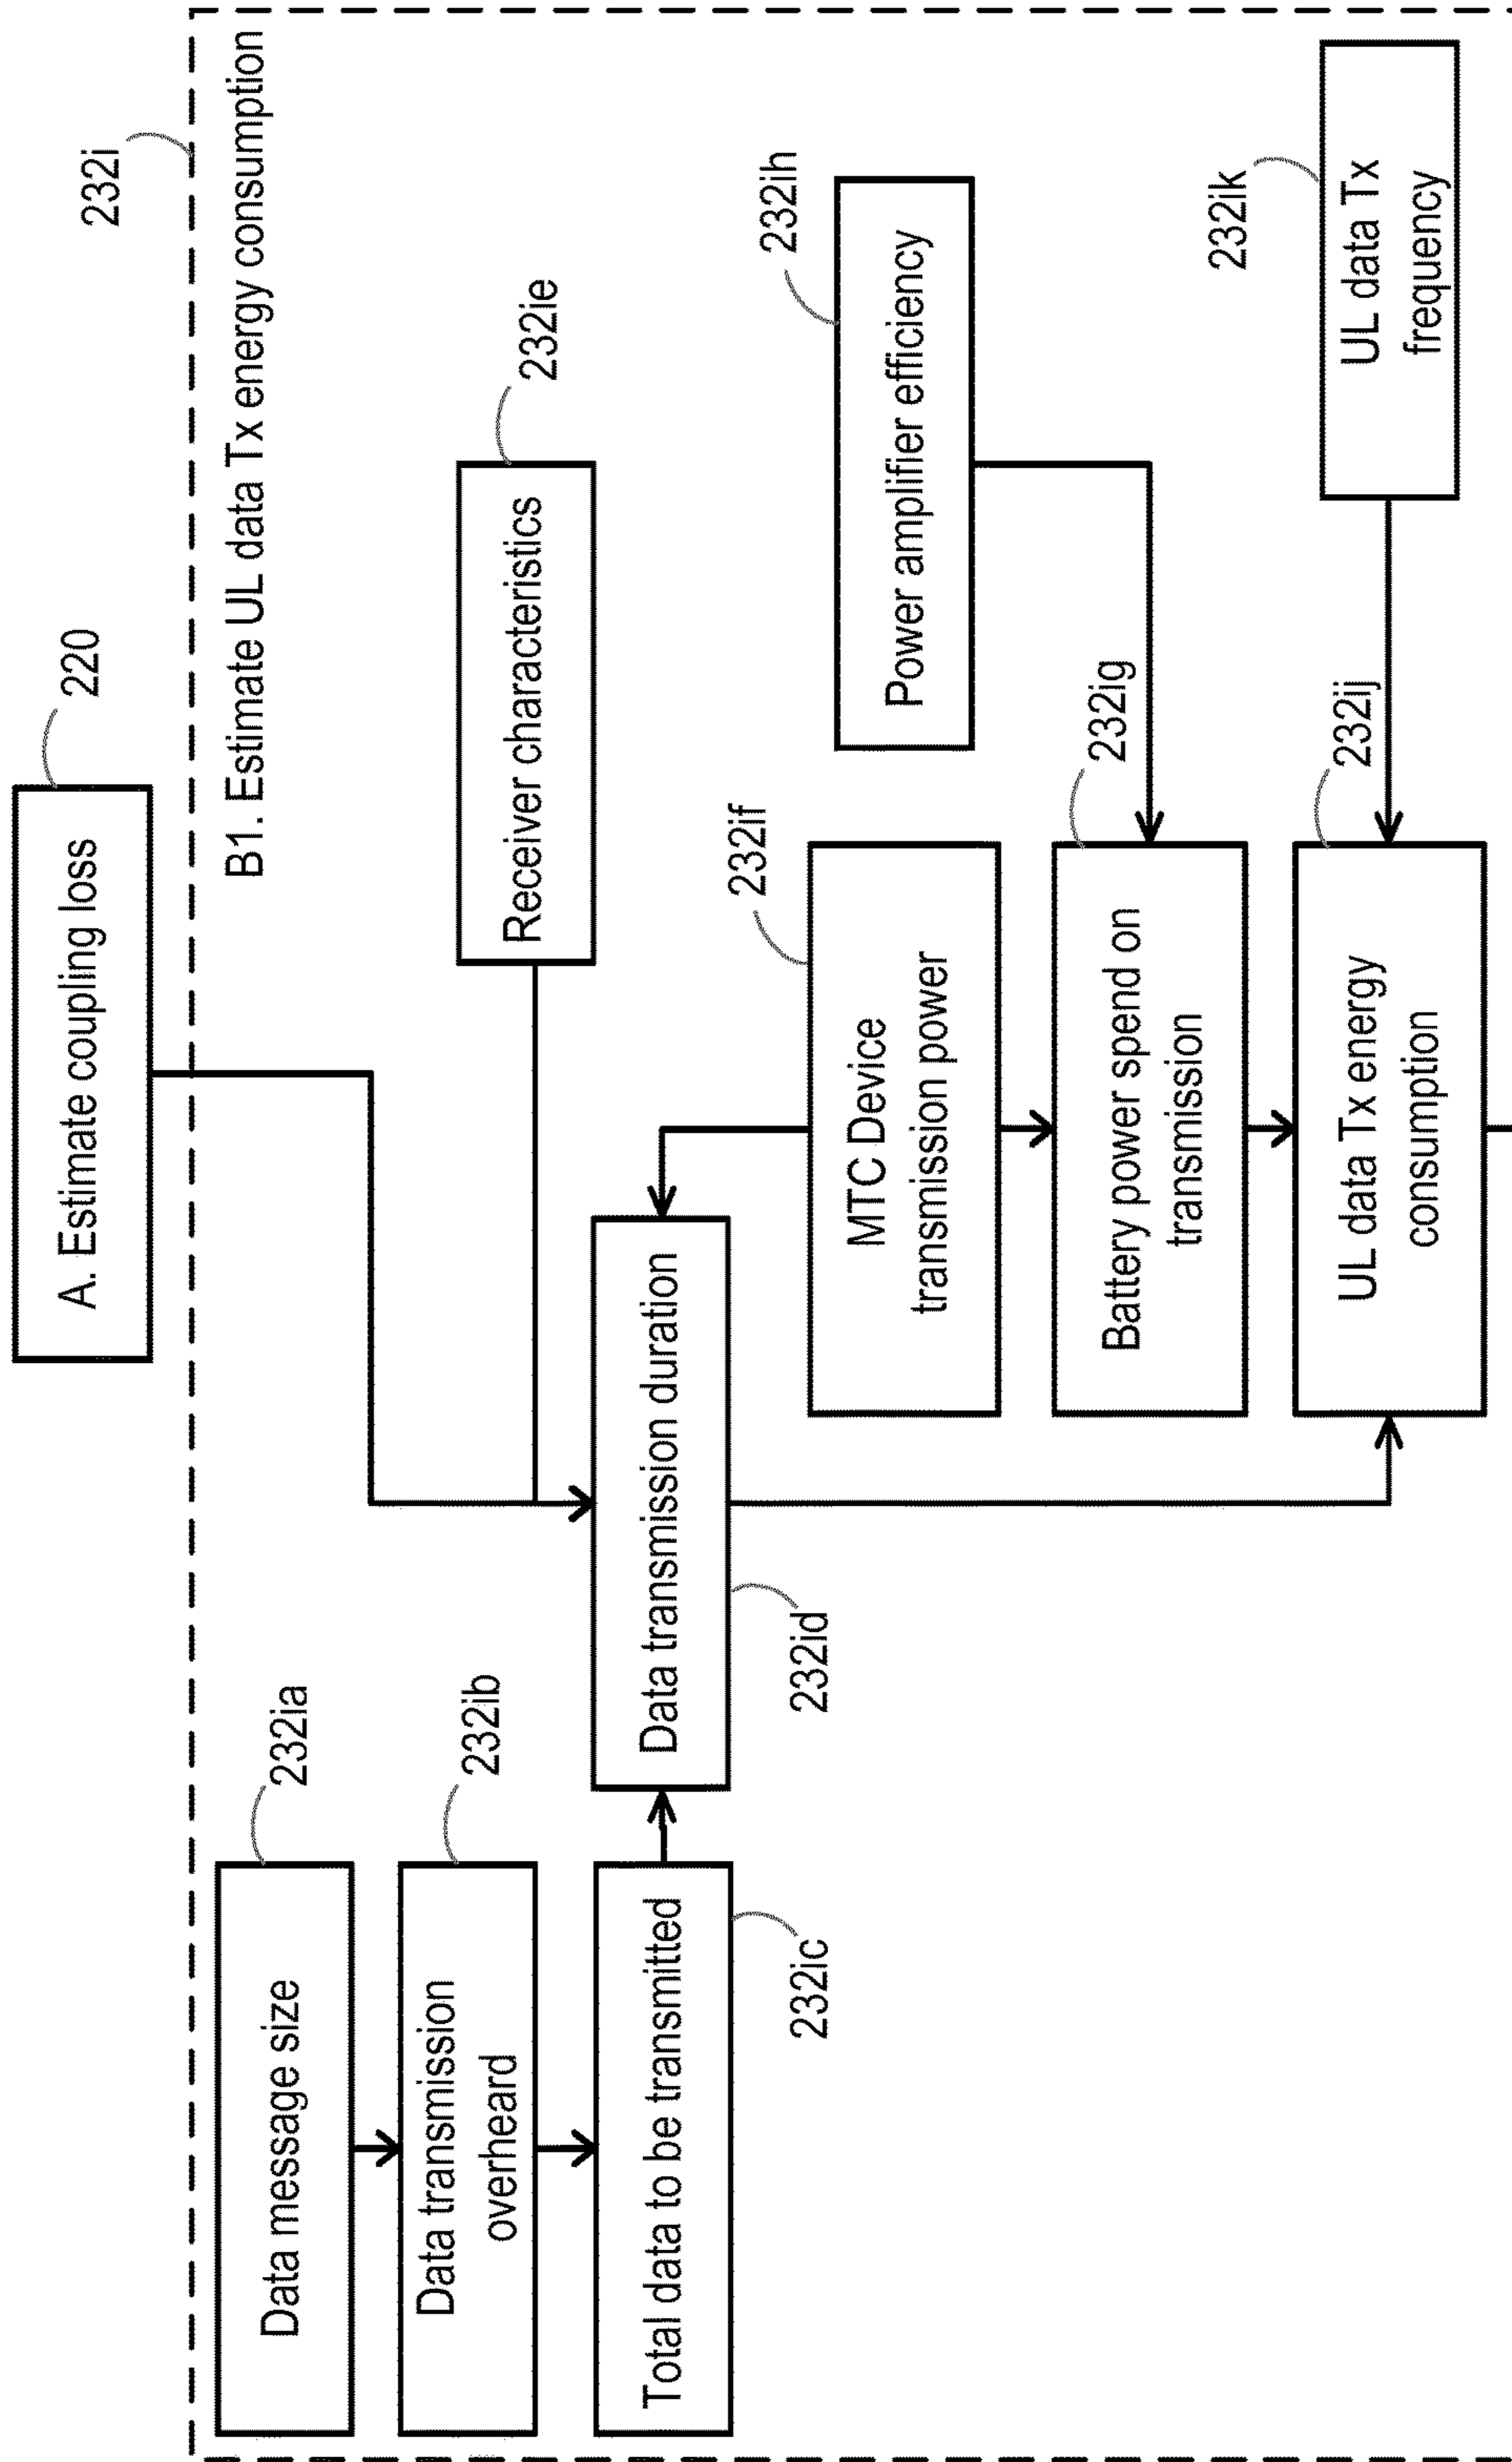 A. Estimate coupling loss
220
232i
B1. Estimate UL data Tx energy consumption
Data message size
232ia
Data transmission
overheard
232ib
Total data to be transmitted
232ic
Receiver characteristics
232ie
Data transmission duration
232id
MTC Device
transmission power
232if
Power amplifier efficiency
232ih
Battery power spend on
transmission
232ig
UL data Tx energy
consumption
232ij
UL data Tx
frequency
232ik